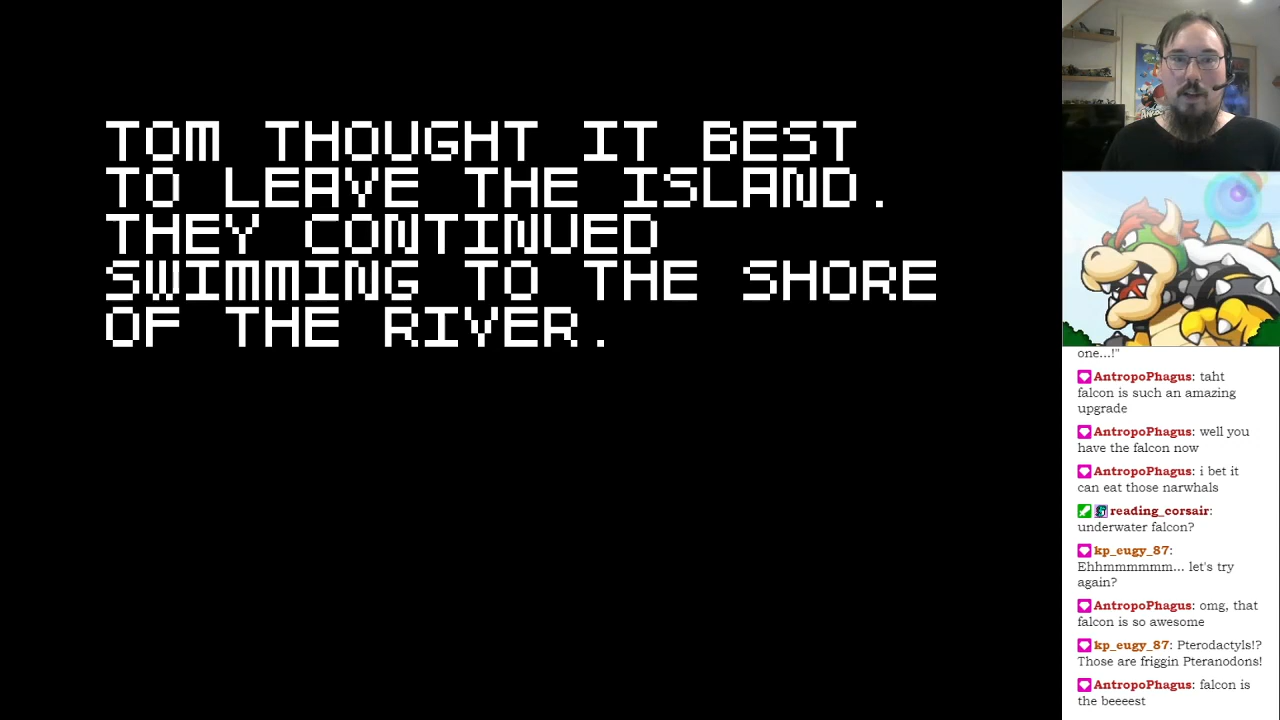 TOM THOUGHT IT BEST
TO LEAVE THE ISLAND.
THEY CONTINUED
SWIMMING TO THE SHORE
OF THE RIVER.
one...!"
AntropoPhagus: taht
falcon is such an amazing
upgrade
AntropoPhagus: well you
have the falcon now
AntropoPhagus: i bet it
can eat those narwhals
reading_corsair:
underwater falcon?
kp_eugy_87:
Ehhmmmmmm... let's try
again?
AntropoPhagus: omg, that
falcon is so awesome
kp_eugy_87: Pterodactyls!?
Those are friggin Pteranodons!
AntropoPhagus: falcon is
the beeeest